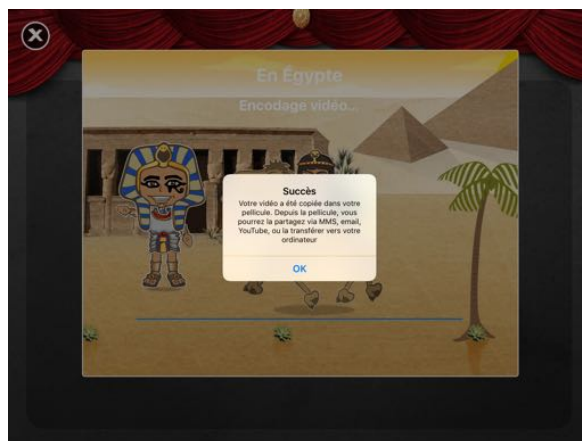 En Égypte
Encodage vidéo...
Succès
Votre vidéo a été copiée dans votre
pellicule. Depuis la pellicule, vous
pourrez la partagez via MMS, email,
YouTube, ou la transférer vers votre
ordinateur
OK